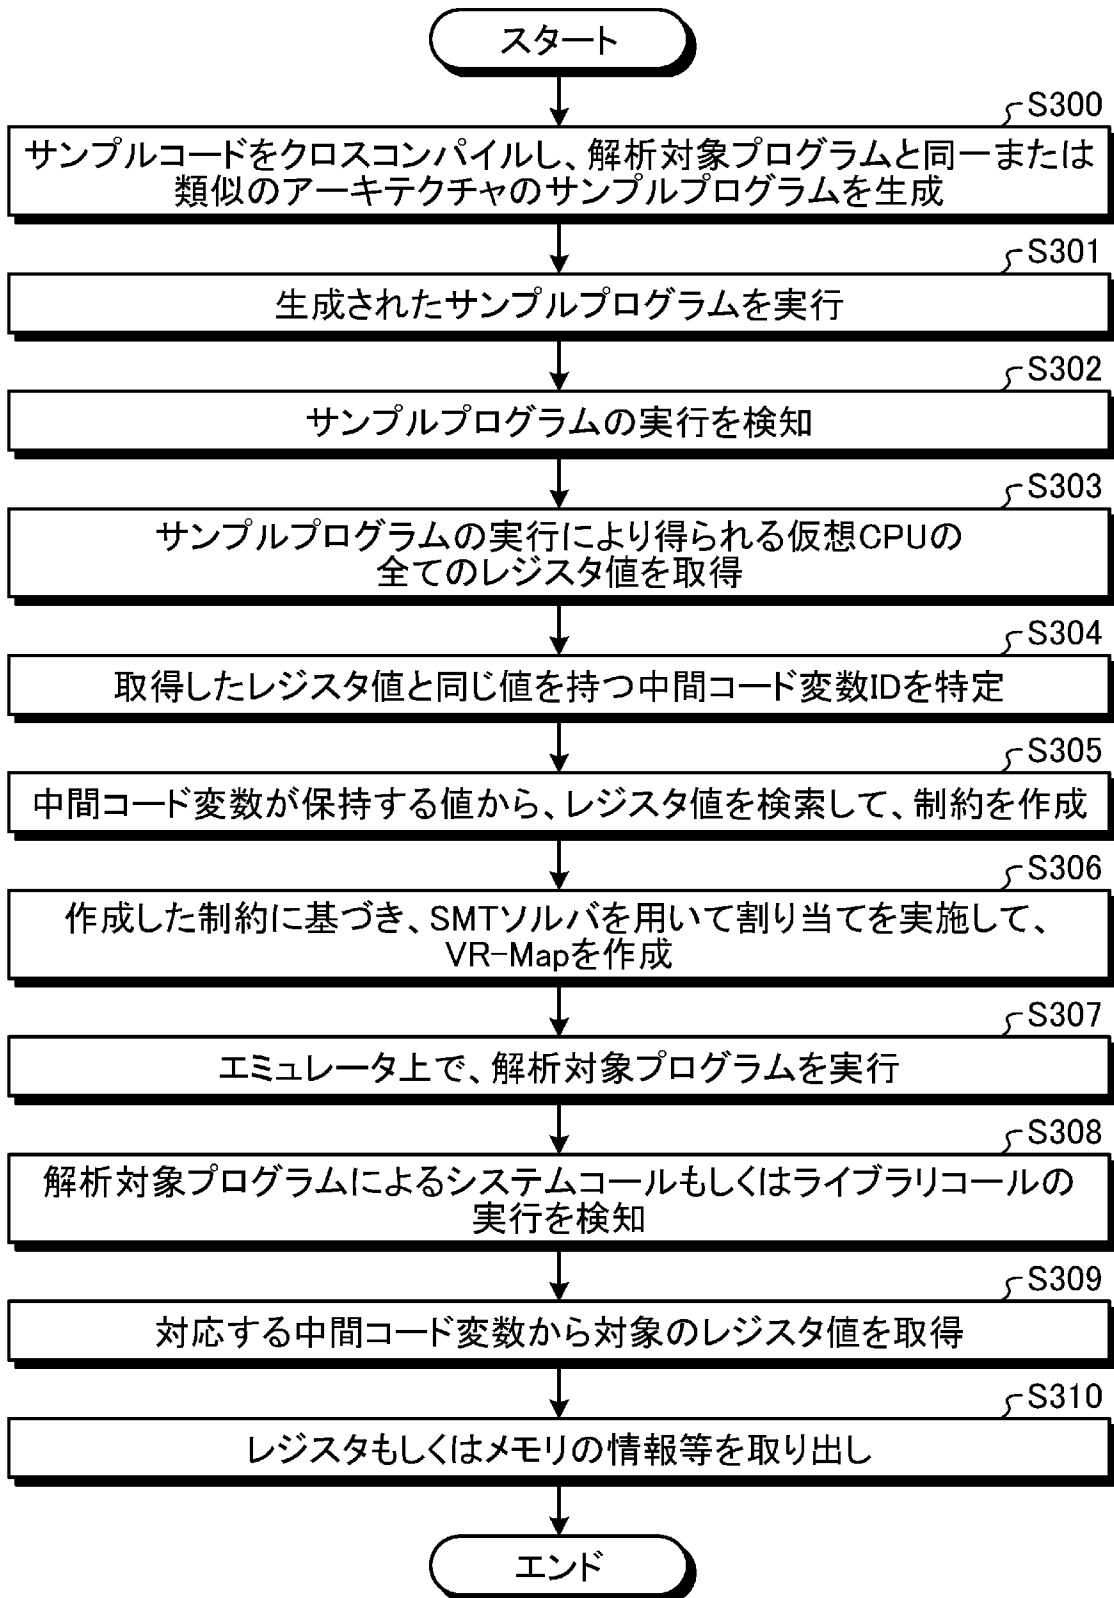 スタート
S300
サンプルコードをクロスコンパイルし、解析対象プログラムと同一または
類似のアーキテクチャのサンプルプログラムを生成
S301
生成されたサンプルプログラムを実行
S302
サンプルプログラムの実行を検知
S303
サンプルプログラムの実行により得られる仮想CPUの
全てのレジスタ値を取得
S304
取得したレジスタ値と同じ値を持つ中間コード変数IDを特定
S305
中間コード変数が保持する値から、レジスタ値を検索して、制約を作成
S306
作成した制約に基づき、SMTソルバを用いて割り当てを実施して、
VR-Mapを作成
S307
エミュレータ上で、解析対象プログラムを実行
S308
解析対象プログラムによるシステムコールもしくはライブラリコールの
実行を検知
S309
対応する中間コード変数から対象のレジスタ値を取得
S310
レジスタもしくはメモリの情報等を取り出し
エンド